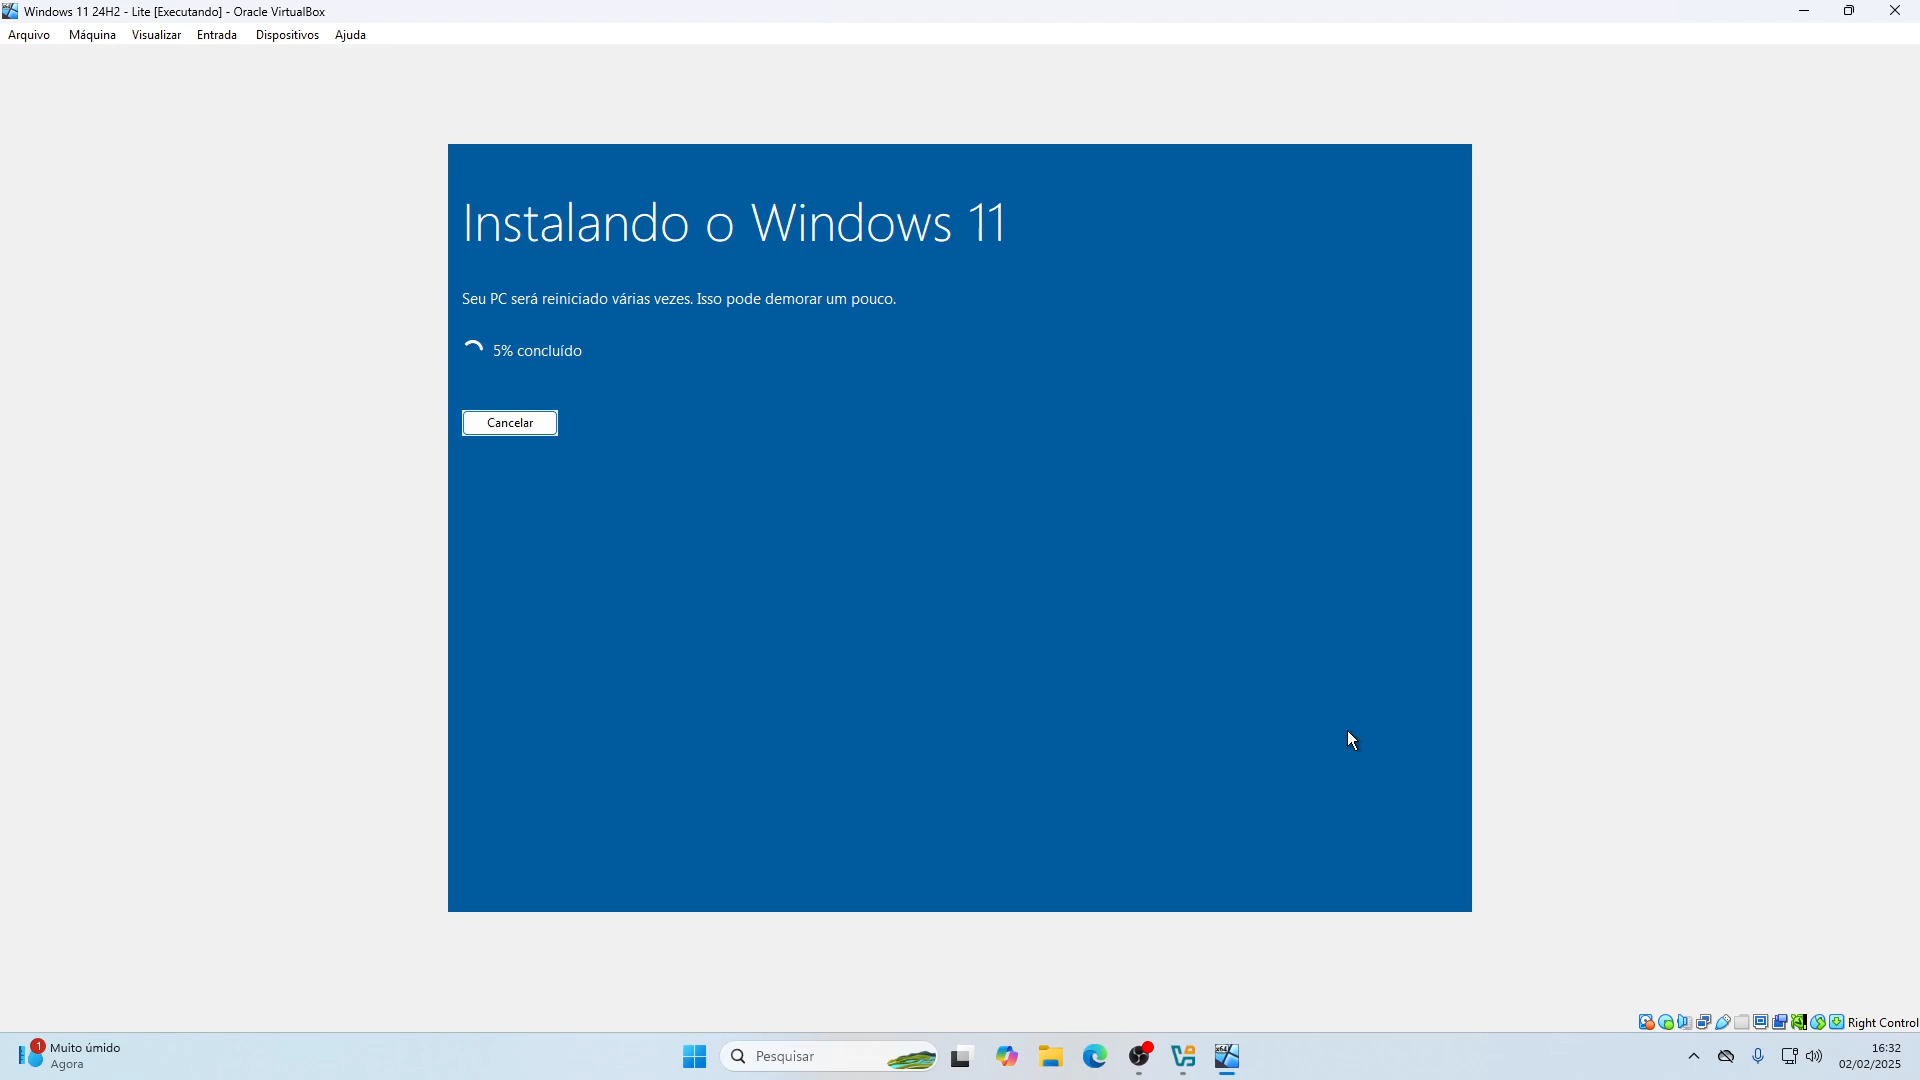 Windows 11 24H2 - Lite [Executando] - Oracle VirtualBox
Arquivo Máquina Visualizar Entrada Dispositivos Ajuda
Instalando o Windows 11
Seu PC será reiniciado várias vezes. Isso pode demorar um pouco.
5% concluído
Cancelar
Right Control
1
Muito úmido
Agora
Pesquisar
x64
16:32
02/02/2025